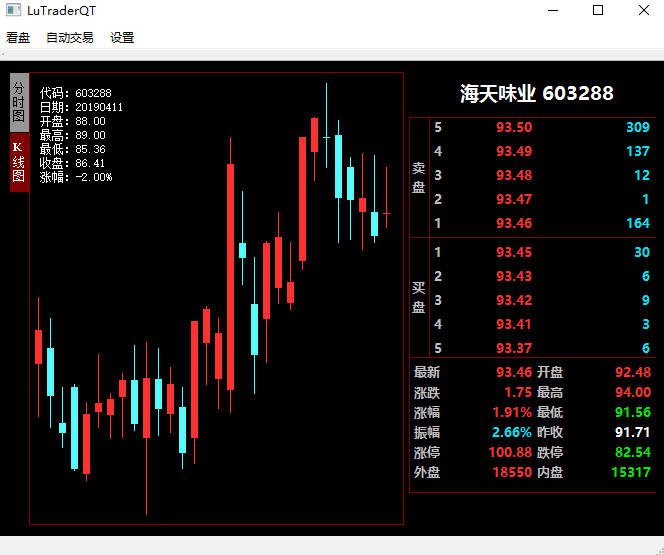 LuTraderQT
看盘 自动交易 设置
分时图
K线图
代码: 603288
日期: 20190411
开盘: 88.00
最高: 89.00
最低: 85.36
收盘: 86.41
涨幅: -2.00%
海天味业 603288
卖盘
5 93.50 309
4 93.49 137
3 93.48 12
2 93.47 1
1 93.46 164
买盘
1 93.45 30
2 93.43 6
3 93.42 9
4 93.41 3
5 93.37 6
最新 93.46 开盘 92.48
涨跌 1.75 最高 94.00
涨幅 1.91% 最低 91.56
振幅 2.66% 昨收 91.71
涨停 100.88 跌停 82.54
外盘 18550 内盘 15317